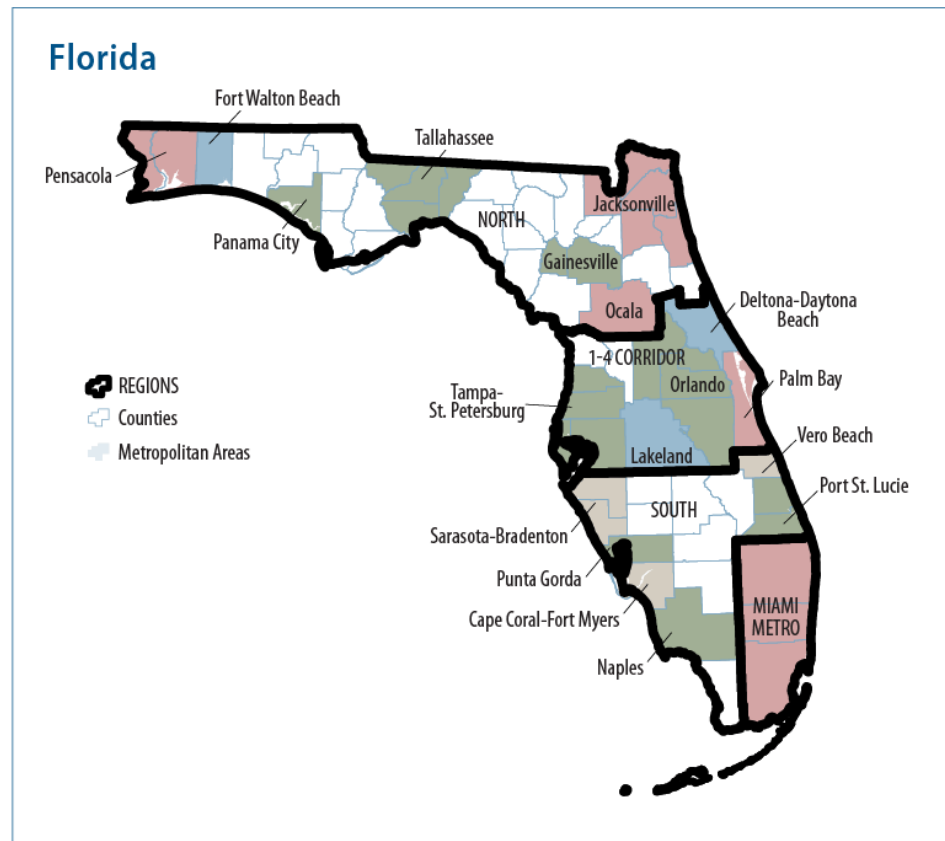 Florida
Fort Walton Beach
Tallahassee
Pensacola
Jacksonville
NORTH
Panama City
Gainesville
Deltona-Daytona
Beach
Ocala
1-4 CORRIDOR
REGIONS
Orlando
Palm Bay
Tampa-
St. Petersburg
Counties
Vero Beach
Metropolitan Areas
Lakeland
Port St. Lucie
SOUTH
Sarasota-Bradenton
Punta Gorda
MIAMI
METRO
Cape Coral-Fort Myers
Naples